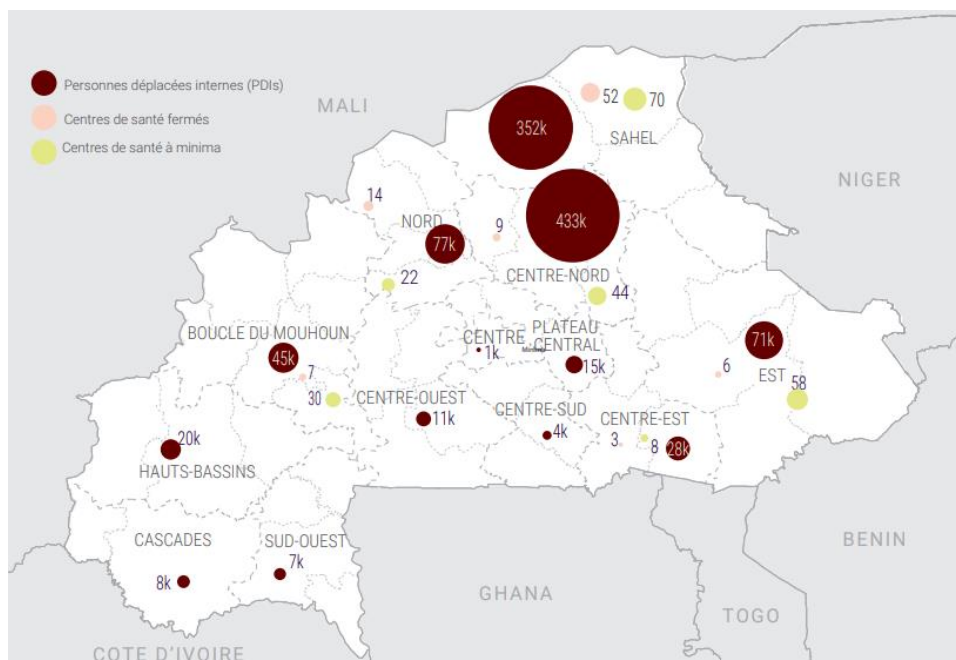 Personnes déplacées internes (PDIs)
Centres de santé fermés
Centres de santé à minima
MALI
352k
52
70
SAHEL
NIGER
14
NORD
77k
9
433k
22
CENTRE-NORD
44
BOUCLE DU MOUHOUN
45k
7
30
CENTRE
1k
PLATEAU
CENTRAL
15k
71k
6
EST
58
CENTRE-OUEST
11k
CENTRE-SUD
4k
CENTRE-EST
3
8
28k
20k
HAUTS-BASSINS
CASCADES
8k
SUD-OUEST
7k
BENIN
GHANA
TOGO
COTE D'IVOIRE